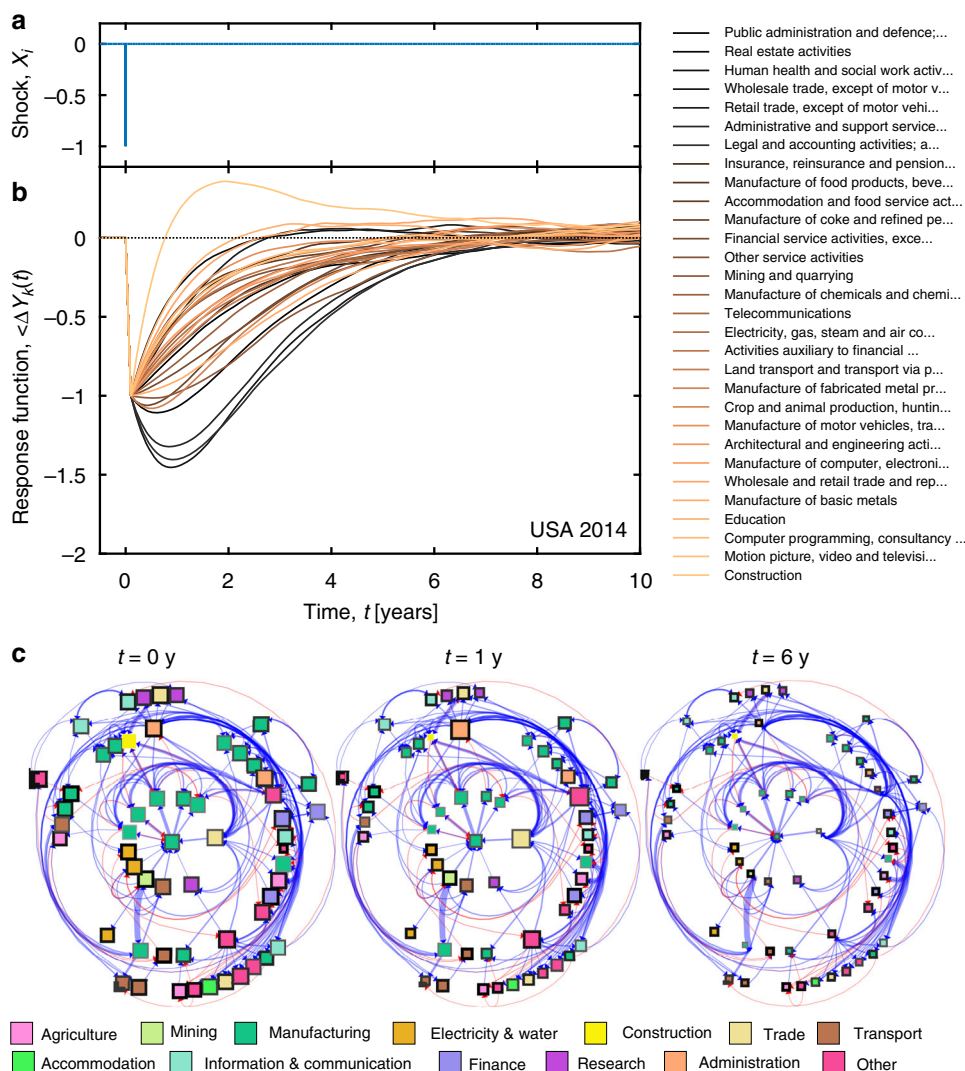 a
0
−0.5
−1
Shock, Xi
b
0
−0.5
−1
−1.5
−2
Response function, <ΔYk(t)
USA 2014
0
2
4
6
8
10
Time, t [years]
Public administration and defence;...
Real estate activities
Human health and social work activ...
Wholesale trade, except of motor v...
Retail trade, except of motor vehi...
Administrative and support service...
Legal and accounting activities; a...
Insurance, reinsurance and pension...
Manufacture of food products, beve...
Accommodation and food service act...
Manufacture of coke and refined pe...
Financial service activities, exce...
Other service activities
Mining and quarrying
Manufacture of chemicals and chemi...
Telecommunications
Electricity, gas, steam and air co...
Activities auxiliary to financial ...
Land transport and transport via p...
Manufacture of fabricated metal pr...
Crop and animal production, huntin...
Manufacture of motor vehicles, tra...
Architectural and engineering acti...
Manufacture of computer, electroni...
Wholesale and retail trade and rep...
Manufacture of basic metals
Education
Computer programming, consultancy ...
Motion picture, video and televisi...
Construction
c
t = 0 y
t = 1 y
t = 6 y
Agriculture
Mining
Manufacturing
Electricity & water
Construction
Trade
Transport
Accommodation
Information & communication
Finance
Research
Administration
Other